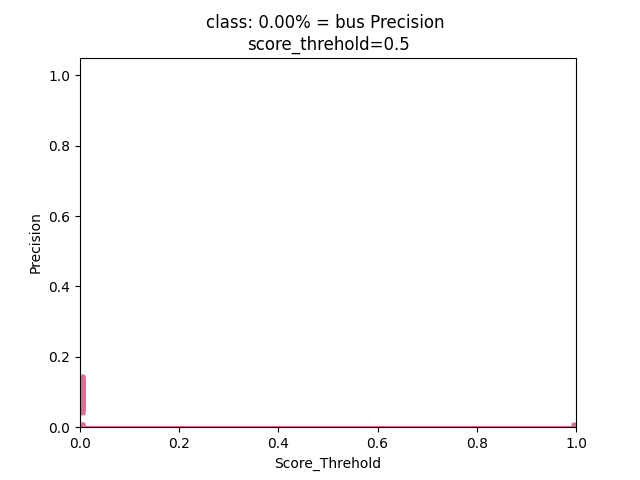 class: 0.00% = bus Precision
score_threhold=0.5
1.0
0.8
0.6
0.4
0.2
0.0
Precision
0.0 0.2 0.4 0.6 0.8 1.0
Score_Threhold